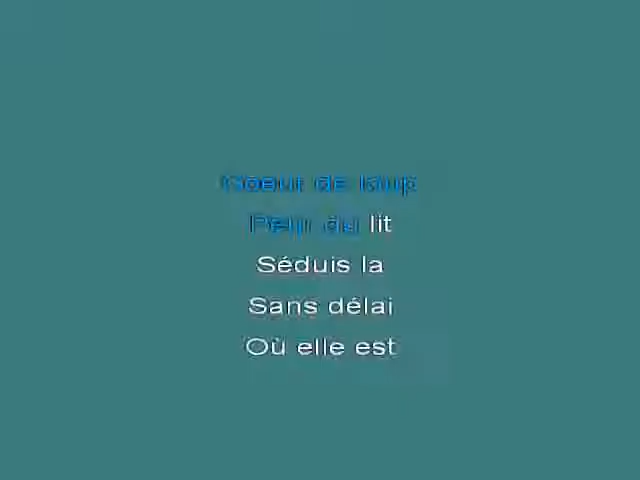 Coeur de loup
Peur du lit
Séduis la
Sans délai
Où elle est